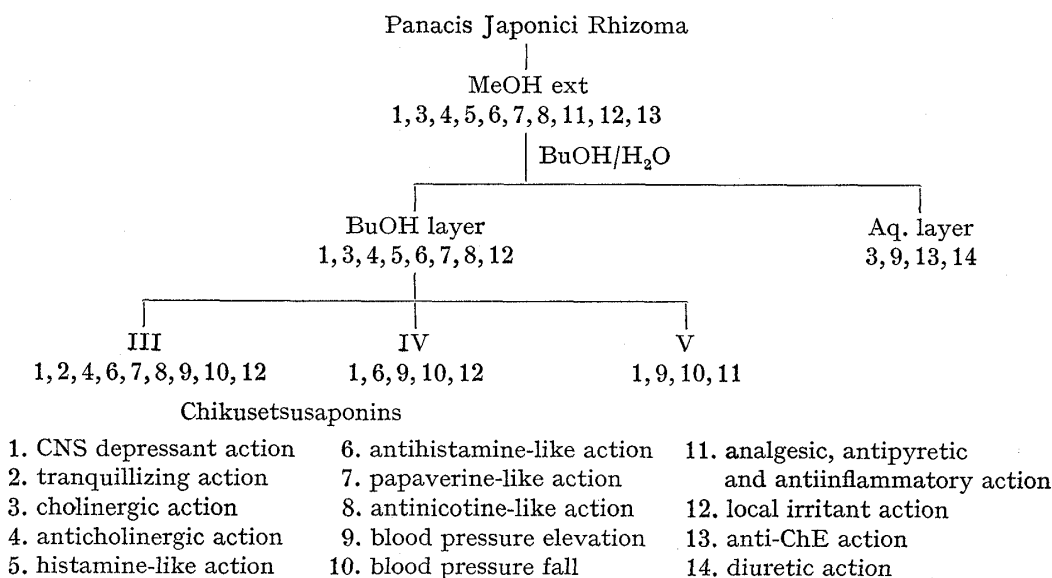 Panacis Japonici Rhizoma
MeOH ext
1, 3, 4, 5, 6, 7, 8, 11, 12, 13
BuOH/H₂O
BuOH layer Aq. layer
1, 3, 4, 5, 6, 7, 8, 12 3, 9, 13, 14
III IV V
1, 2, 4, 6, 7, 8, 9, 10, 12 1, 6, 9, 10, 12 1, 9, 10, 11
Chikusetsusaponins
1. CNS depressant action 6. antihistamine-like action 11. analgesic, antipyretic
2. tranquillizing action 7. papaverine-like action and antiinflammatory action
3. cholinergic action 8. antinicotine-like action 12. local irritant action
4. anticholinergic action 9. blood pressure elevation 13. anti-ChE action
5. histamine-like action 10. blood pressure fall 14. diuretic action